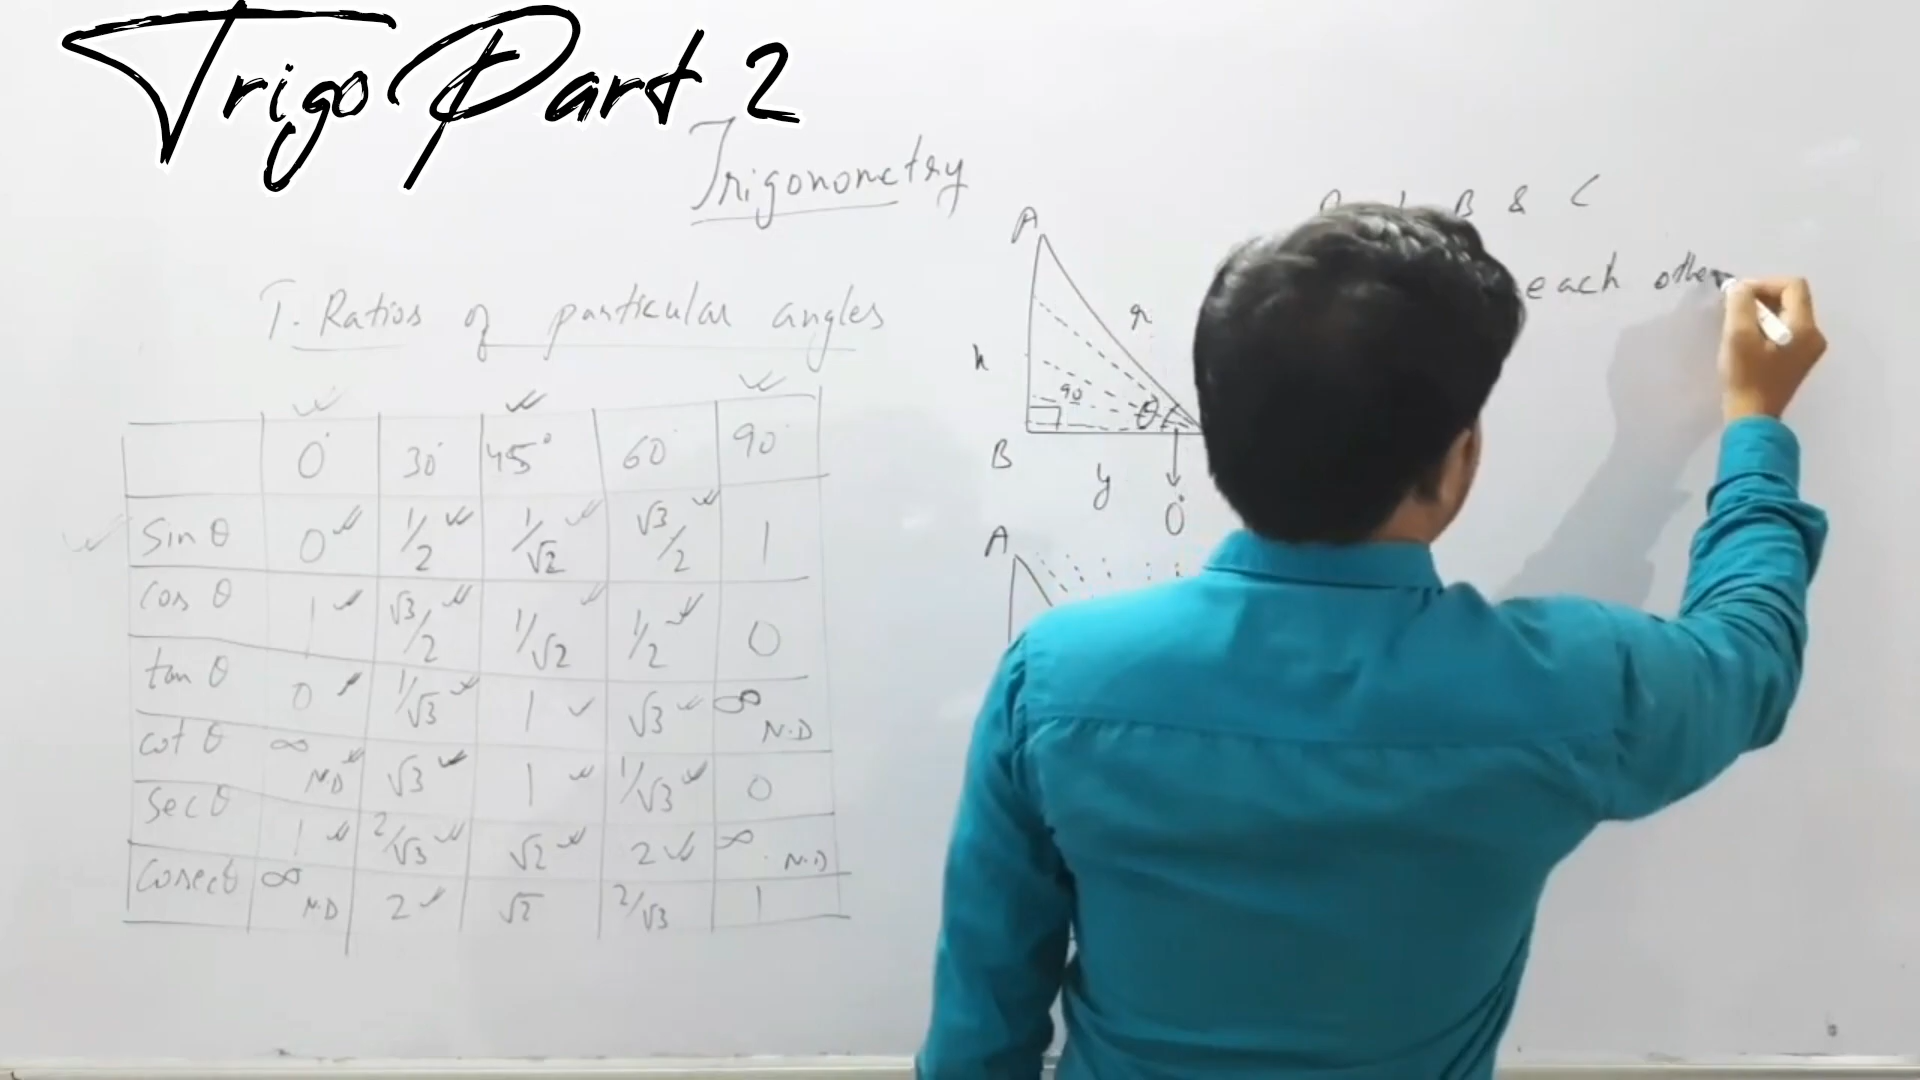 Trigo Part 2
Trigonometry
T. Ratios of particular angles
0° 30° 45° 60° 90°
Sin θ 0 1/2 1/√2 √3/2 1
cos θ 1 √3/2 1/√2 1/2 0
tan θ 0 1/√3 1 √3 ∞ N.D
cot θ ∞ ND √3 1 1/√3 0
Sec θ 1 2/√3 √2 2 ∞ N.D
Cosec θ ∞ N.D 2 √2 2/√3 1
A
h
90
θ
B
y
0°
A
B & C
each other